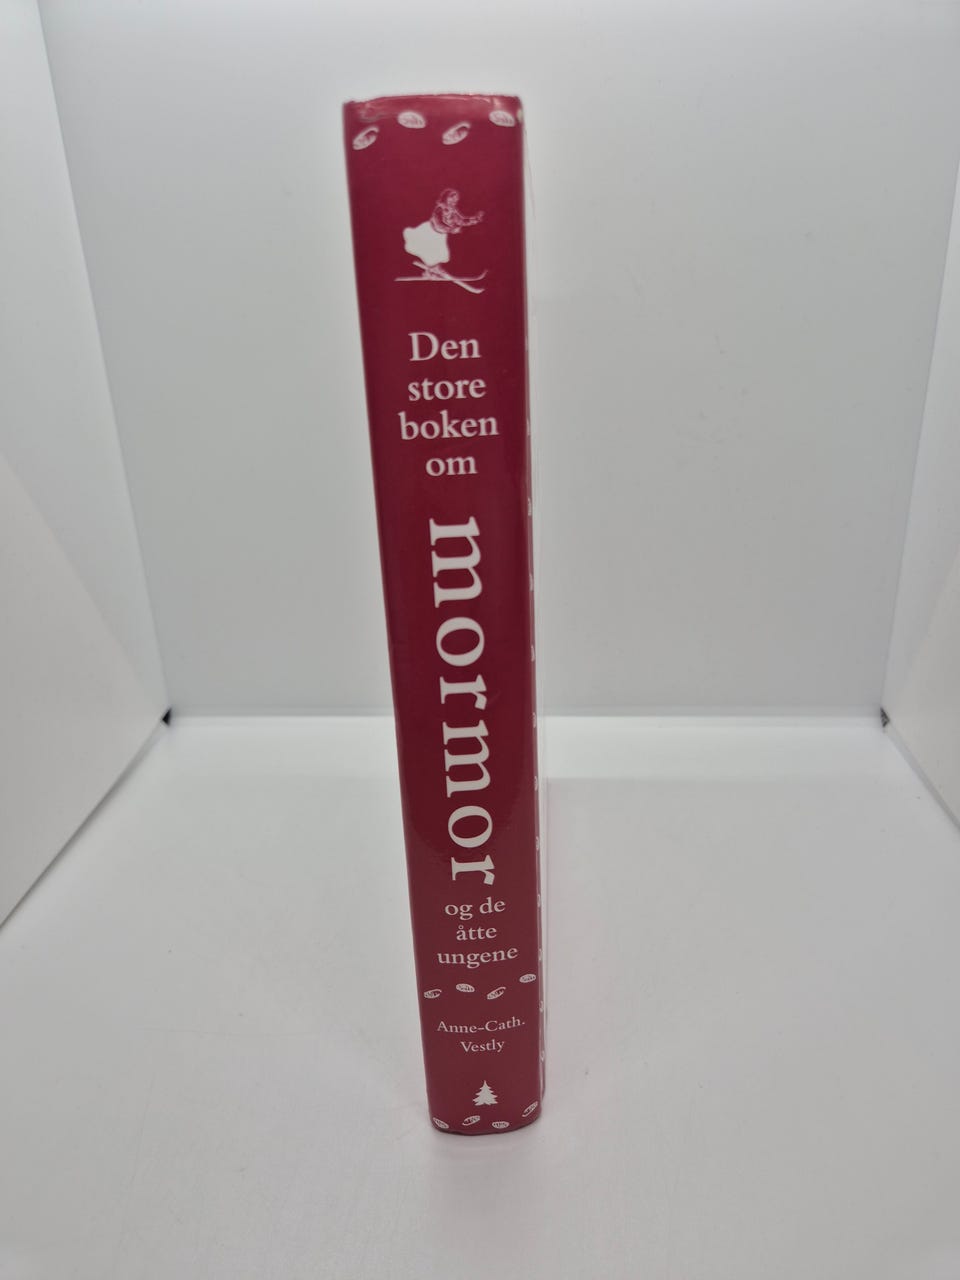 Den
store
boken
om
mormor
og de
åtte
ungene
Anne-Cath.
Vestly